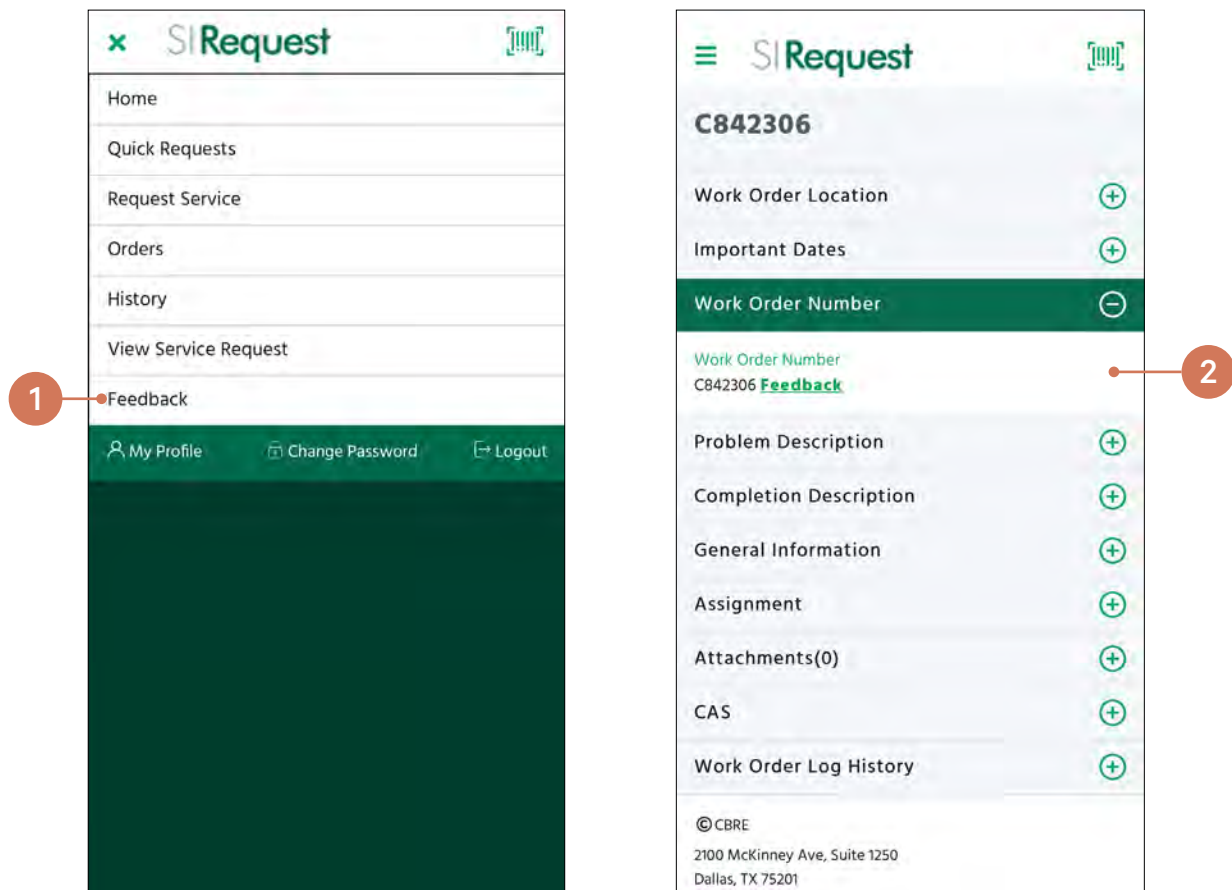 SI Request
Home
Quick Requests
Request Service
Orders
History
View Service Request
1
Feedback
My Profile Change Password Logout
SI Request
C842306
Work Order Location
Important Dates
Work Order Number
Work Order Number
C842306 Feedback
2
Problem Description
Completion Description
General Information
Assignment
Attachments(0)
CAS
Work Order Log History
© CBRE
2100 McKinney Ave, Suite 1250
Dallas, TX 75201